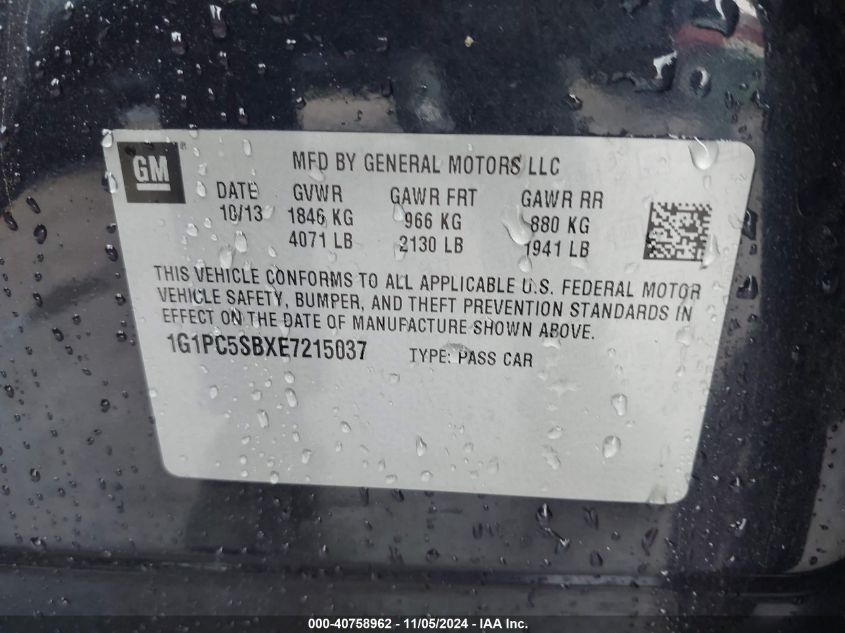 GM ®
MFD BY GENERAL MOTORS LLC
DATE GVWR GAWR FRT GAWR RR
10/13 1846 KG 966 KG 880 KG
4071 LB 2130 LB 1941 LB
THIS VEHICLE CONFORMS TO ALL APPLICABLE U.S. FEDERAL MOTOR
VEHICLE SAFETY, BUMPER, AND THEFT PREVENTION STANDARDS IN
EFFECT ON THE DATE OF MANUFACTURE SHOWN ABOVE.
1G1PC5SBXE7215037 TYPE: PASS CAR
000-40758962 - 11/05/2024 - IAA Inc.